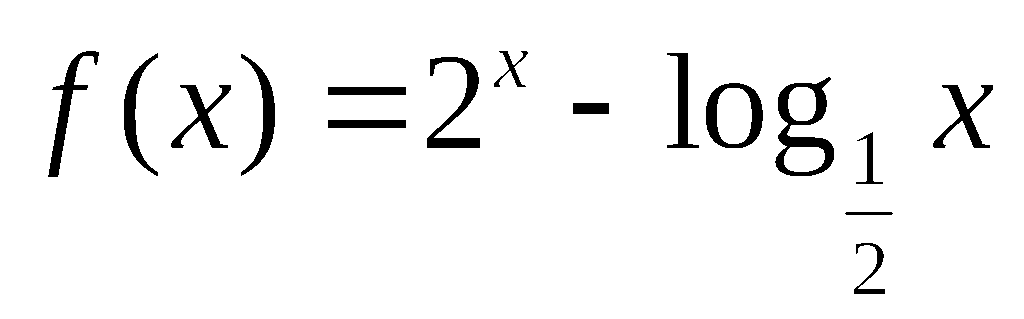 f(x) = 2^x - log_{1/2} x